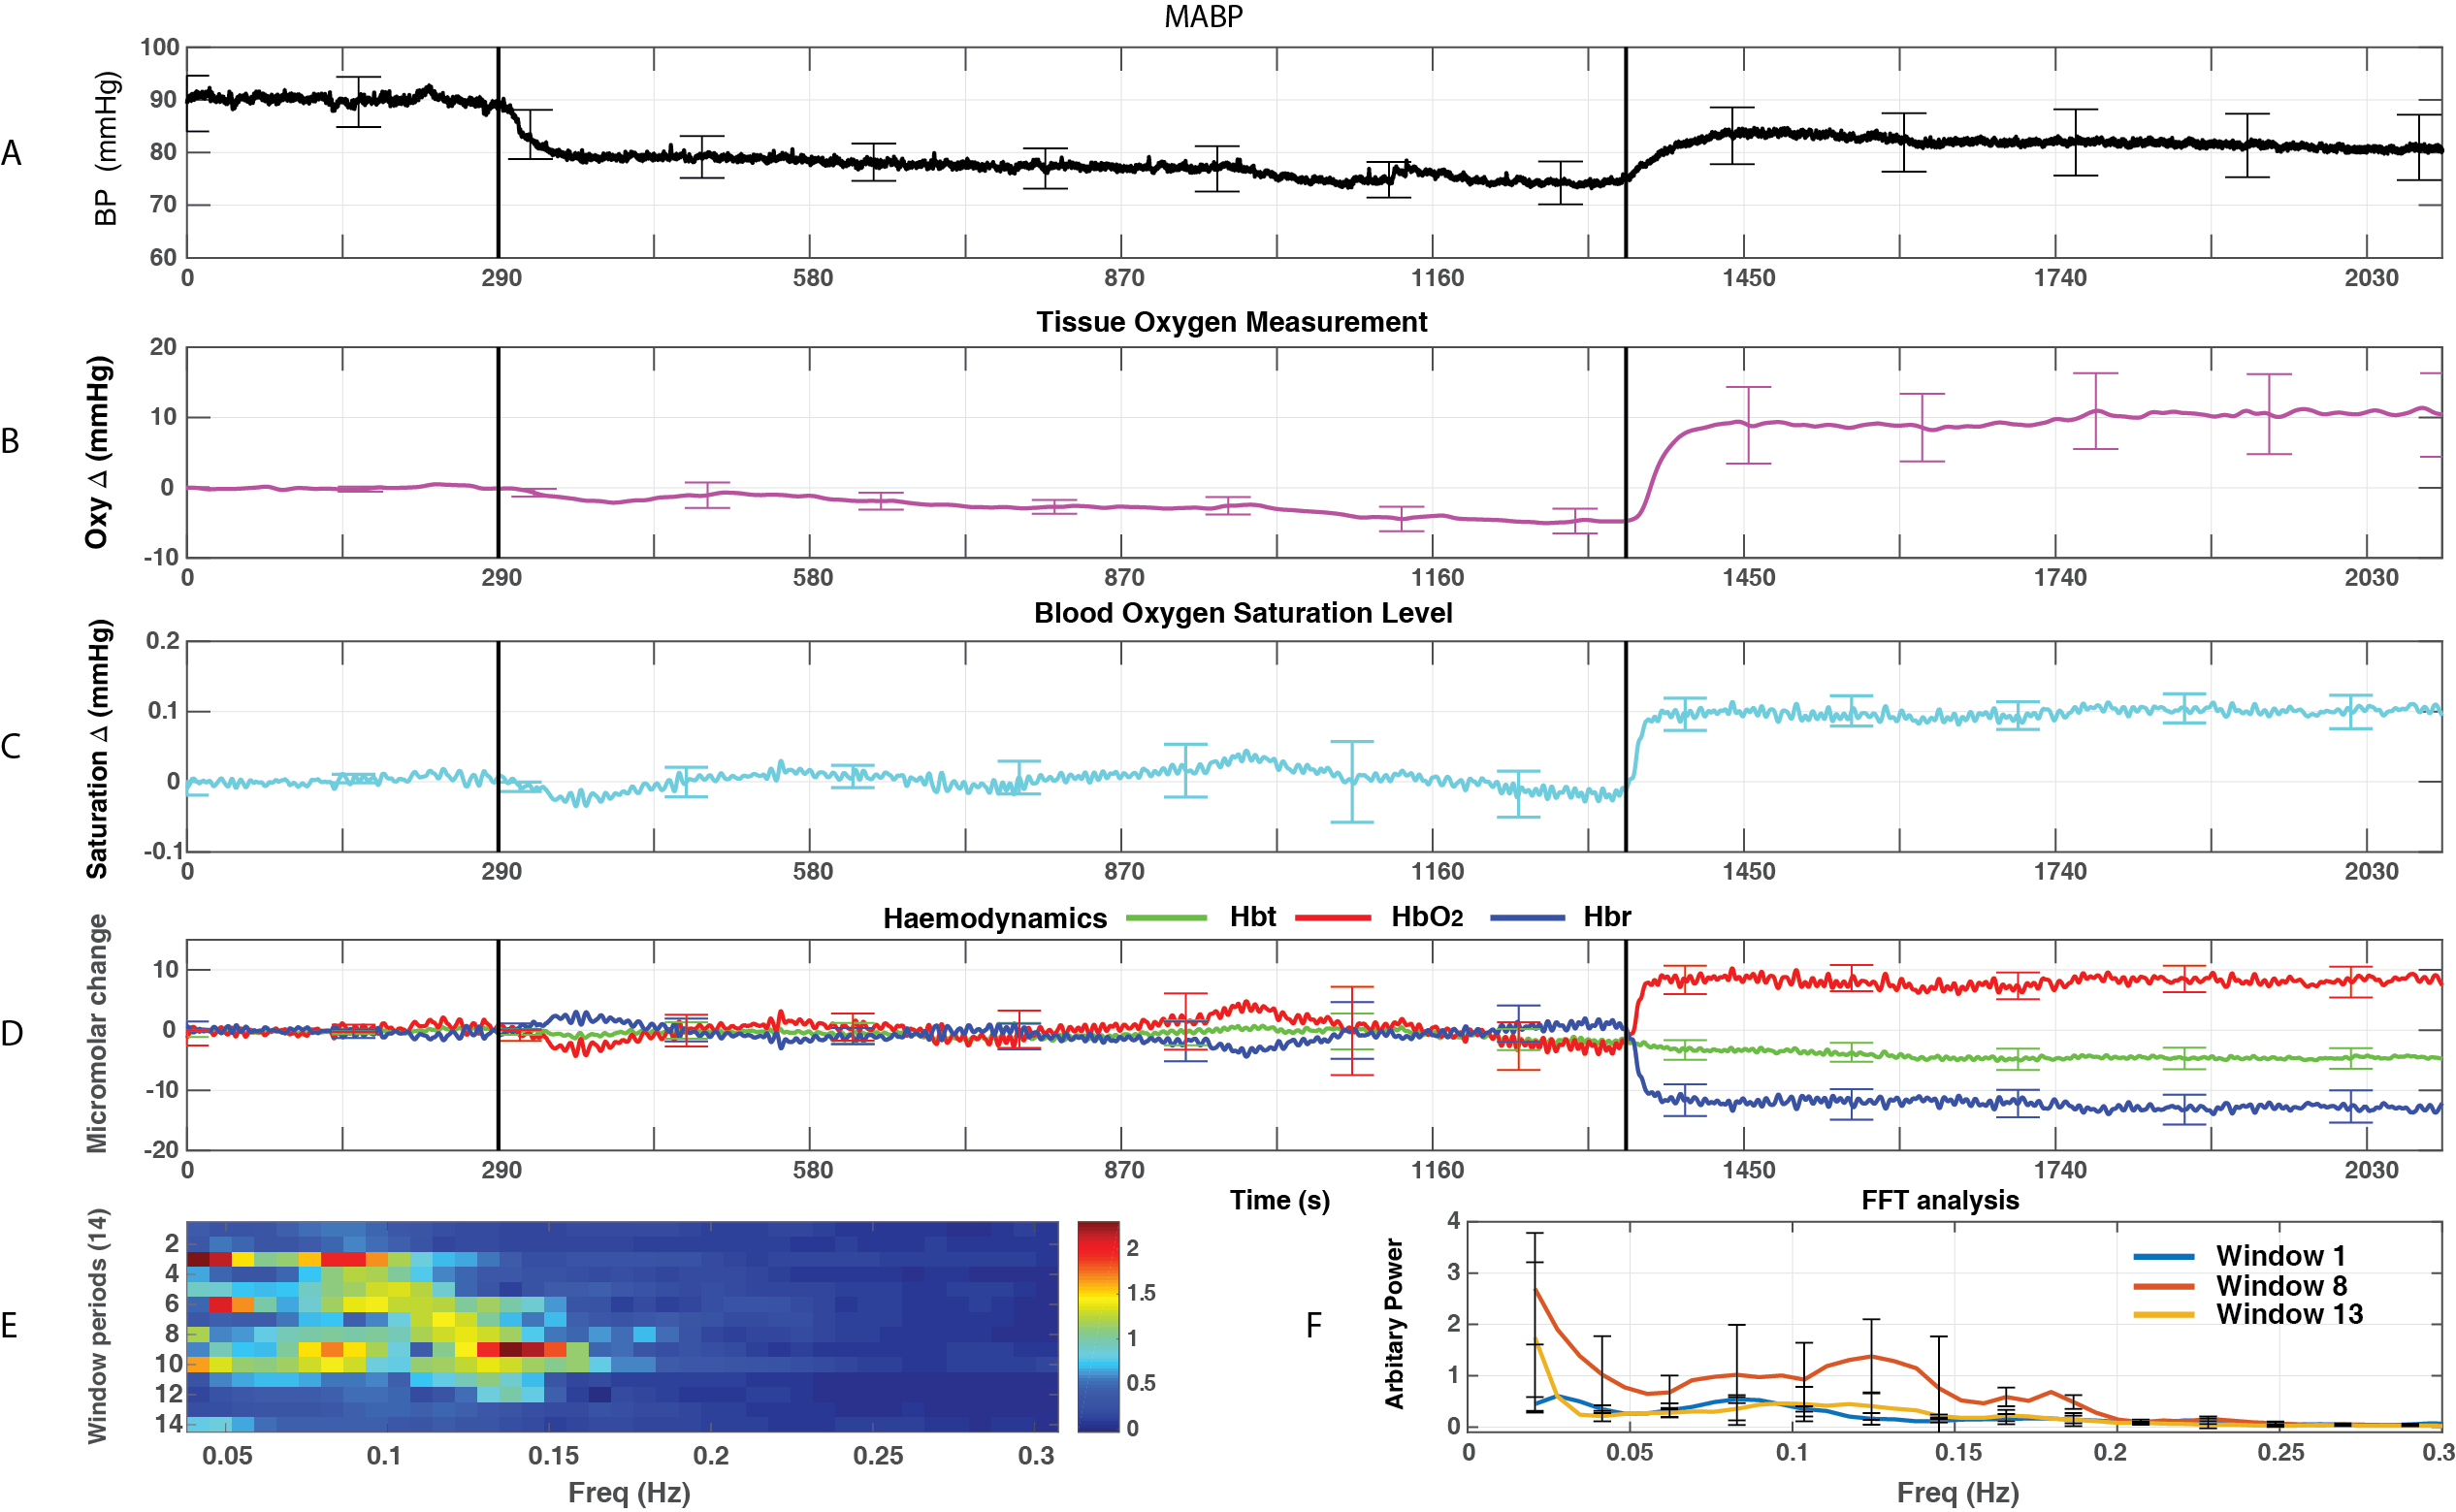 MABP
A
BP (mmHg)
100
90
80
70
60
0 290 580 870 1160 1450 1740 2030
Tissue Oxygen Measurement
B
Oxy Δ (mmHg)
20
10
0
-10
0 290 580 870 1160 1450 1740 2030
Blood Oxygen Saturation Level
C
Saturation Δ (mmHg)
0.2
0.1
0
-0.1
0 290 580 870 1160 1450 1740 2030
Haemodynamics Hbt HbO2 Hbr
D
Micromolar change
10
0
-10
-20
0 290 580 870 1160 1450 1740 2030
Time (s)
E
Window periods (14)
2
4
6
8
10
12
14
0.05 0.1 0.15 0.2 0.25 0.3
Freq (Hz)
2
1.5
1
0.5
0
FFT analysis
F
Arbitary Power
4
3
2
1
0
Window 1
Window 8
Window 13
0 0.05 0.1 0.15 0.2 0.25 0.3
Freq (Hz)